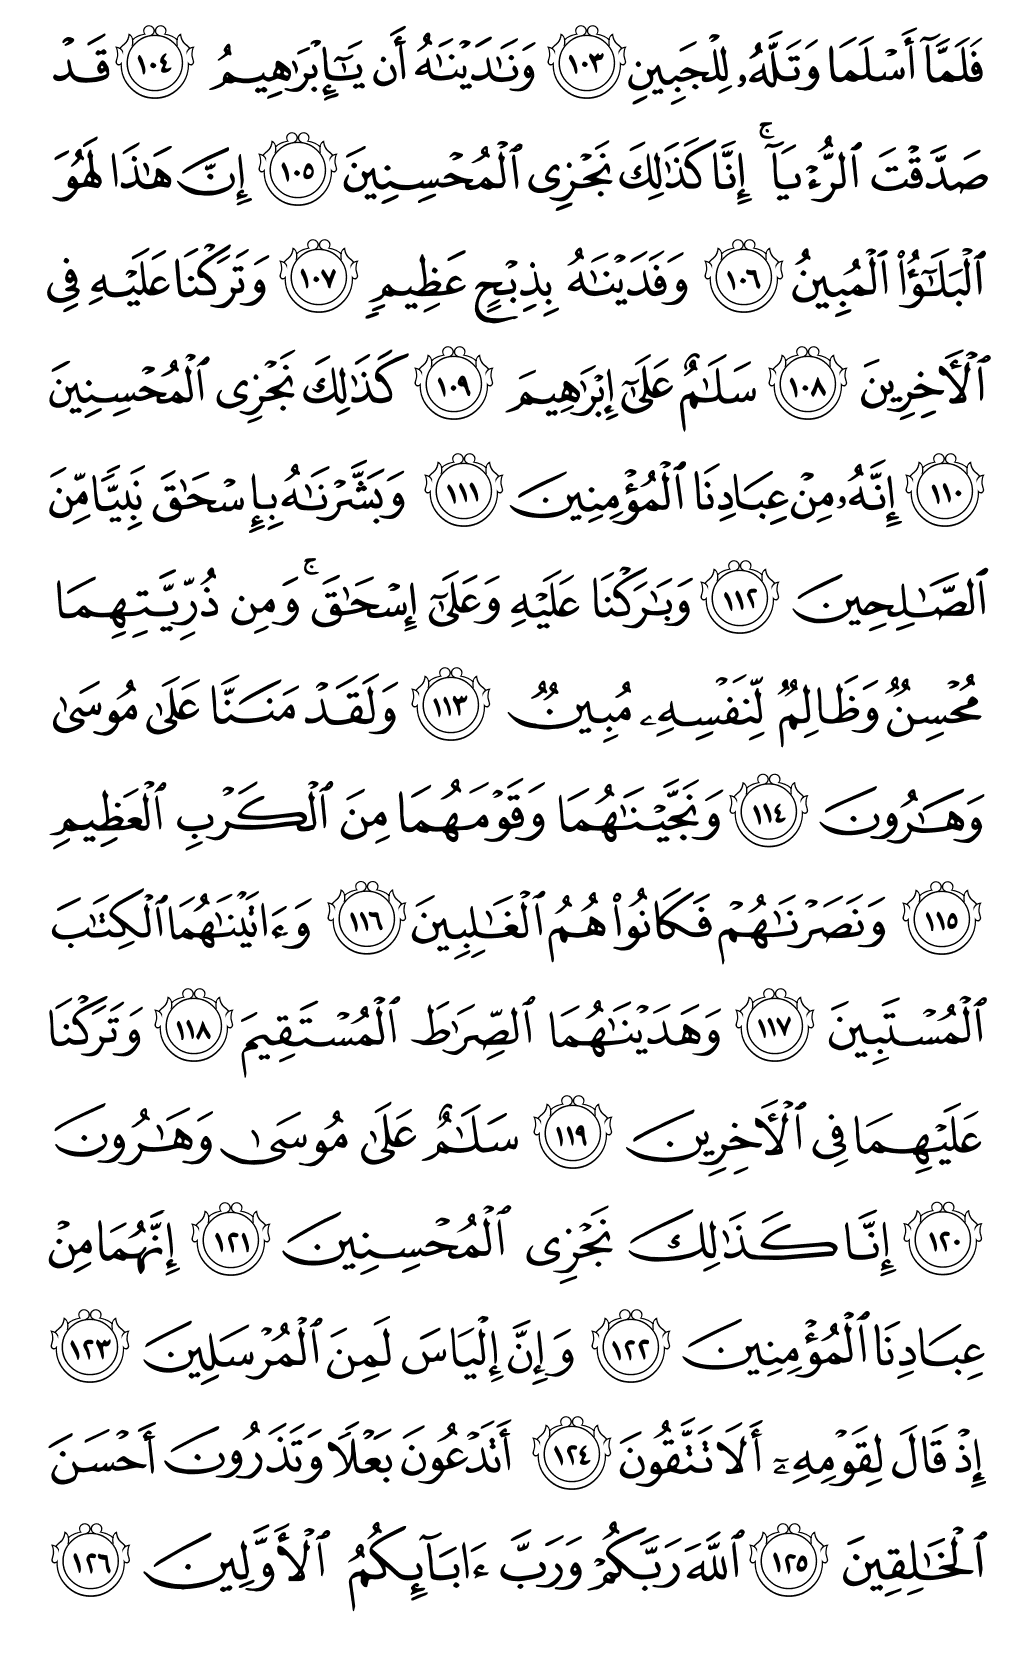 فَلَمَّآ أَسۡلَمَا وَتَلَّهُۥ لِلۡجَبِينِ ١٠٣ وَنَٰدَيۡنَٰهُ أَن يَٰٓإِبۡرَٰهِيمُ ١٠٤ قَدۡ
صَدَّقۡتَ ٱلرُّءۡيَآۚ إِنَّا كَذَٰلِكَ نَجۡزِي ٱلۡمُحۡسِنِينَ ١٠٥ إِنَّ هَٰذَا لَهُوَ
ٱلۡبَلَٰٓؤُاْ ٱلۡمُبِينُ ١٠٦ وَفَدَيۡنَٰهُ بِذِبۡحٍ عَظِيمٖ ١٠٧ وَتَرَكۡنَا عَلَيۡهِ فِي
ٱلۡأٓخِرِينَ ١٠٨ سَلَٰمٌ عَلَىٰٓ إِبۡرَٰهِيمَ ١٠٩ كَذَٰلِكَ نَجۡزِي ٱلۡمُحۡسِنِينَ
١١٠ إِنَّهُۥ مِنۡ عِبَادِنَا ٱلۡمُؤۡمِنِينَ ١١١ وَبَشَّرۡنَٰهُ بِإِسۡحَٰقَ نَبِيّٗا مِّنَ
ٱلصَّٰلِحِينَ ١١٢ وَبَٰرَكۡنَا عَلَيۡهِ وَعَلَىٰٓ إِسۡحَٰقَۚ وَمِن ذُرِّيَّتِهِمَا
مُحۡسِنٞ وَظَالِمٞ لِّنَفۡسِهِۦ مُبِينٞ ١١٣ وَلَقَدۡ مَنَنَّا عَلَىٰ مُوسَىٰ
وَهَٰرُونَ ١١٤ وَنَجَّيۡنَٰهُمَا وَقَوۡمَهُمَا مِنَ ٱلۡكَرۡبِ ٱلۡعَظِيمِ
١١٥ وَنَصَرۡنَٰهُمۡ فَكَانُواْ هُمُ ٱلۡغَٰلِبِينَ ١١٦ وَءَاتَيۡنَٰهُمَا ٱلۡكِتَٰبَ
ٱلۡمُسۡتَبِينَ ١١٧ وَهَدَيۡنَٰهُمَا ٱلصِّرَٰطَ ٱلۡمُسۡتَقِيمَ ١١٨ وَتَرَكۡنَا
عَلَيۡهِمَا فِي ٱلۡأٓخِرِينَ ١١٩ سَلَٰمٌ عَلَىٰ مُوسَىٰ وَهَٰرُونَ
١٢٠ إِنَّا كَذَٰلِكَ نَجۡزِي ٱلۡمُحۡسِنِينَ ١٢١ إِنَّهُمَا مِنۡ
عِبَادِنَا ٱلۡمُؤۡمِنِينَ ١٢٢ وَإِنَّ إِلۡيَاسَ لَمِنَ ٱلۡمُرۡسَلِينَ ١٢٣
إِذۡ قَالَ لِقَوۡمِهِۦٓ أَلَا تَتَّقُونَ ١٢٤ أَتَدۡعُونَ بَعۡلٗا وَتَذَرُونَ أَحۡسَنَ
ٱلۡخَٰلِقِينَ ١٢٥ ٱللَّهَ رَبَّكُمۡ وَرَبَّ ءَابَآئِكُمُ ٱلۡأَوَّلِينَ ١٢٦